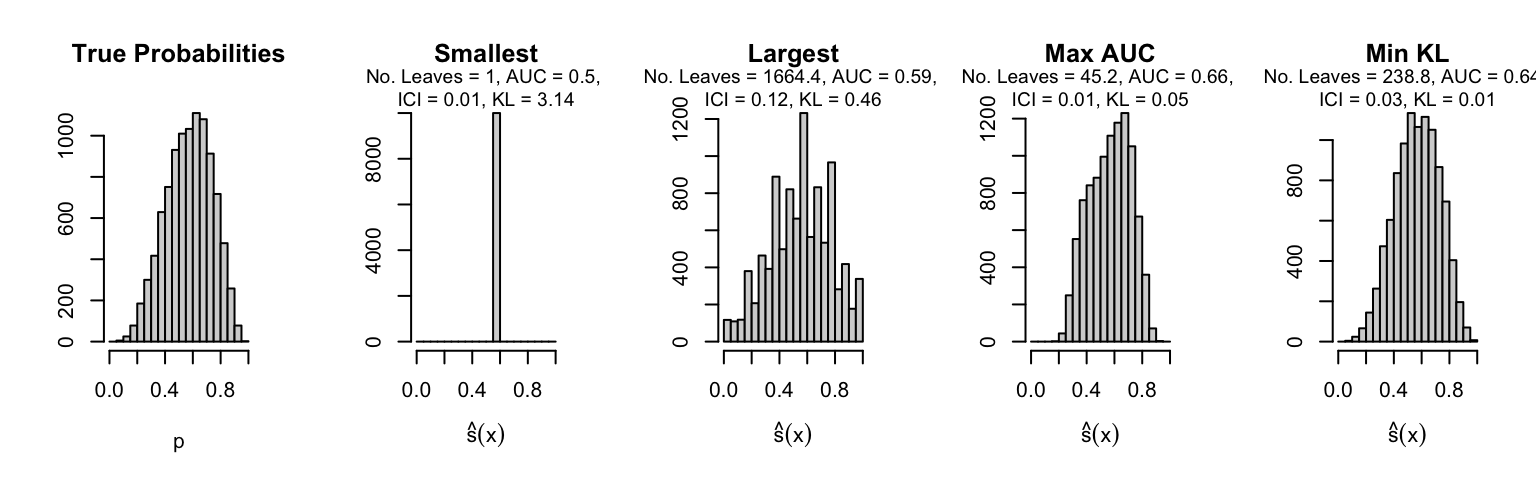 True Probabilities
Smallest
Largest
Max AUC
Min KL
No. Leaves = 1, AUC = 0.5,
ICI = 0.01, KL = 3.14
No. Leaves = 1664.4, AUC = 0.59,
ICI = 0.12, KL = 0.46
No. Leaves = 45.2, AUC = 0.66,
ICI = 0.01, KL = 0.05
No. Leaves = 238.8, AUC = 0.64
ICI = 0.03, KL = 0.01
0 200 600 1000
0.0 0.4 0.8
p
0 4000 8000
0.0 0.4 0.8
ŝ(x)
0 400 800 1200
0.0 0.4 0.8
ŝ(x)
0 400 800 1200
0.0 0.4 0.8
ŝ(x)
0 400 800
0.0 0.4 0.8
ŝ(x)